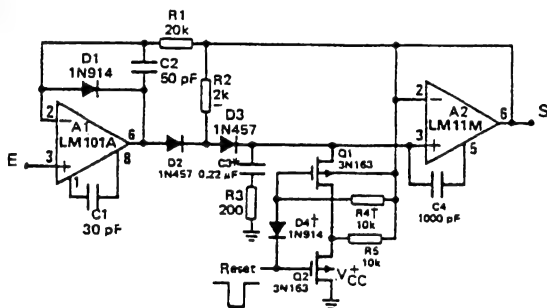 R1
20k
D1
1N914
C2
50 pF
R2
2k
D3
1N457
A1
LM101A
2
3
6
8
1
E
C1
30 pF
D2
1N457
C3*
0.22 µF
R3
200
Q1
3N163
A2
LM11M
2
3
6
5
S
C4
1000 pF
R4†
10k
D4†
1N914
R5
10k
Reset
Q2
3N163
V+
CC